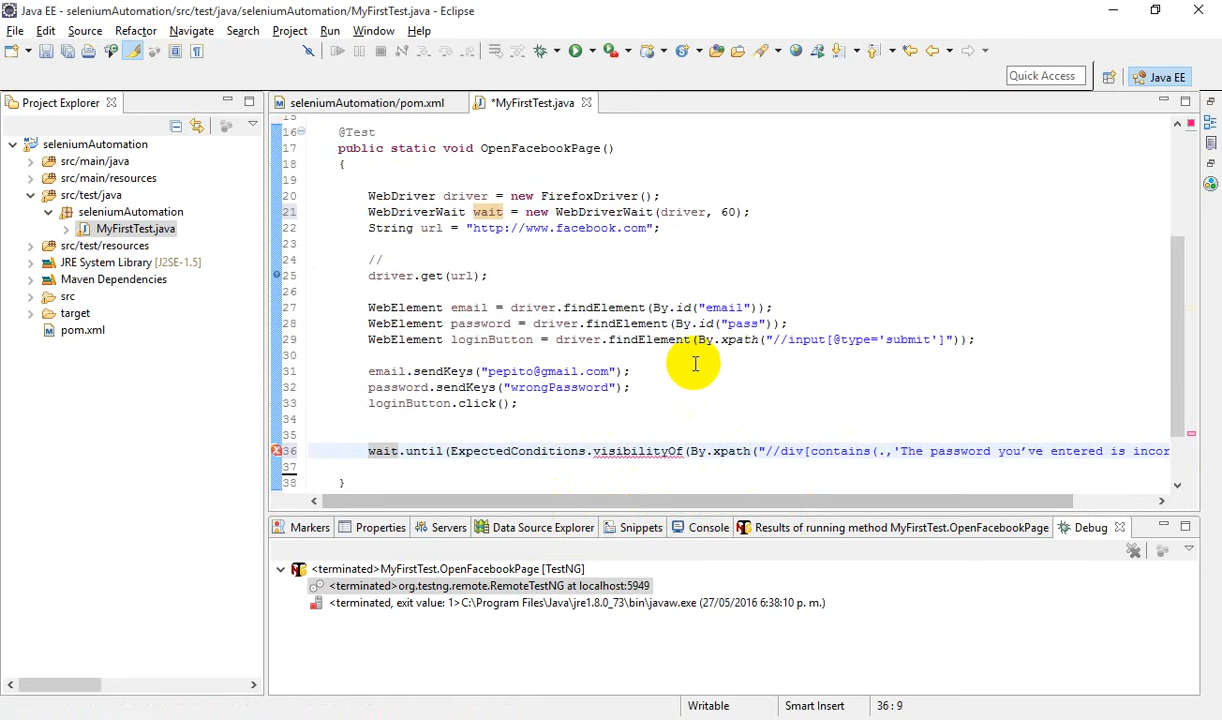 Java EE - seleniumAutomation/src/test/java/seleniumAutomation/MyFirstTest.java - Eclipse
File Edit Source Refactor Navigate Search Project Run Window Help
Quick Access
Java EE
Project Explorer
seleniumAutomation/pom.xml
*MyFirstTest.java
seleniumAutomation
src/main/java
src/main/resources
src/test/java
seleniumAutomation
MyFirstTest.java
src/test/resources
JRE System Library [J2SE-1.5]
Maven Dependencies
src
target
pom.xml
15
16 @Test
17 public static void OpenFacebookPage()
18 {
19
20 WebDriver driver = new FirefoxDriver();
21 WebDriverWait wait = new WebDriverWait(driver, 60);
22 String url = "http://www.facebook.com";
23
24 //
25 driver.get(url);
26
27 WebElement email = driver.findElement(By.id("email"));
28 WebElement password = driver.findElement(By.id("pass"));
29 WebElement loginButton = driver.findElement(By.xpath("//input[@type='submit']"));
30
31 email.sendKeys("pepito@gmail.com");
32 password.sendKeys("wrongPassword");
33 loginButton.click();
34
35
36 wait.until(ExpectedConditions.visibilityOf(By.xpath("//div[contains(.,'The password you’ve entered is incor
37
38 }
Markers Properties Servers Data Source Explorer Snippets Console Results of running method MyFirstTest.OpenFacebookPage Debug
<terminated>MyFirstTest.OpenFacebookPage [TestNG]
<terminated>org.testng.remote.RemoteTestNG at localhost:5949
<terminated, exit value: 1>C:\Program Files\Java\jre1.8.0_73\bin\javaw.exe (27/05/2016 6:38:10 p. m.)
Writable Smart Insert 36 : 9